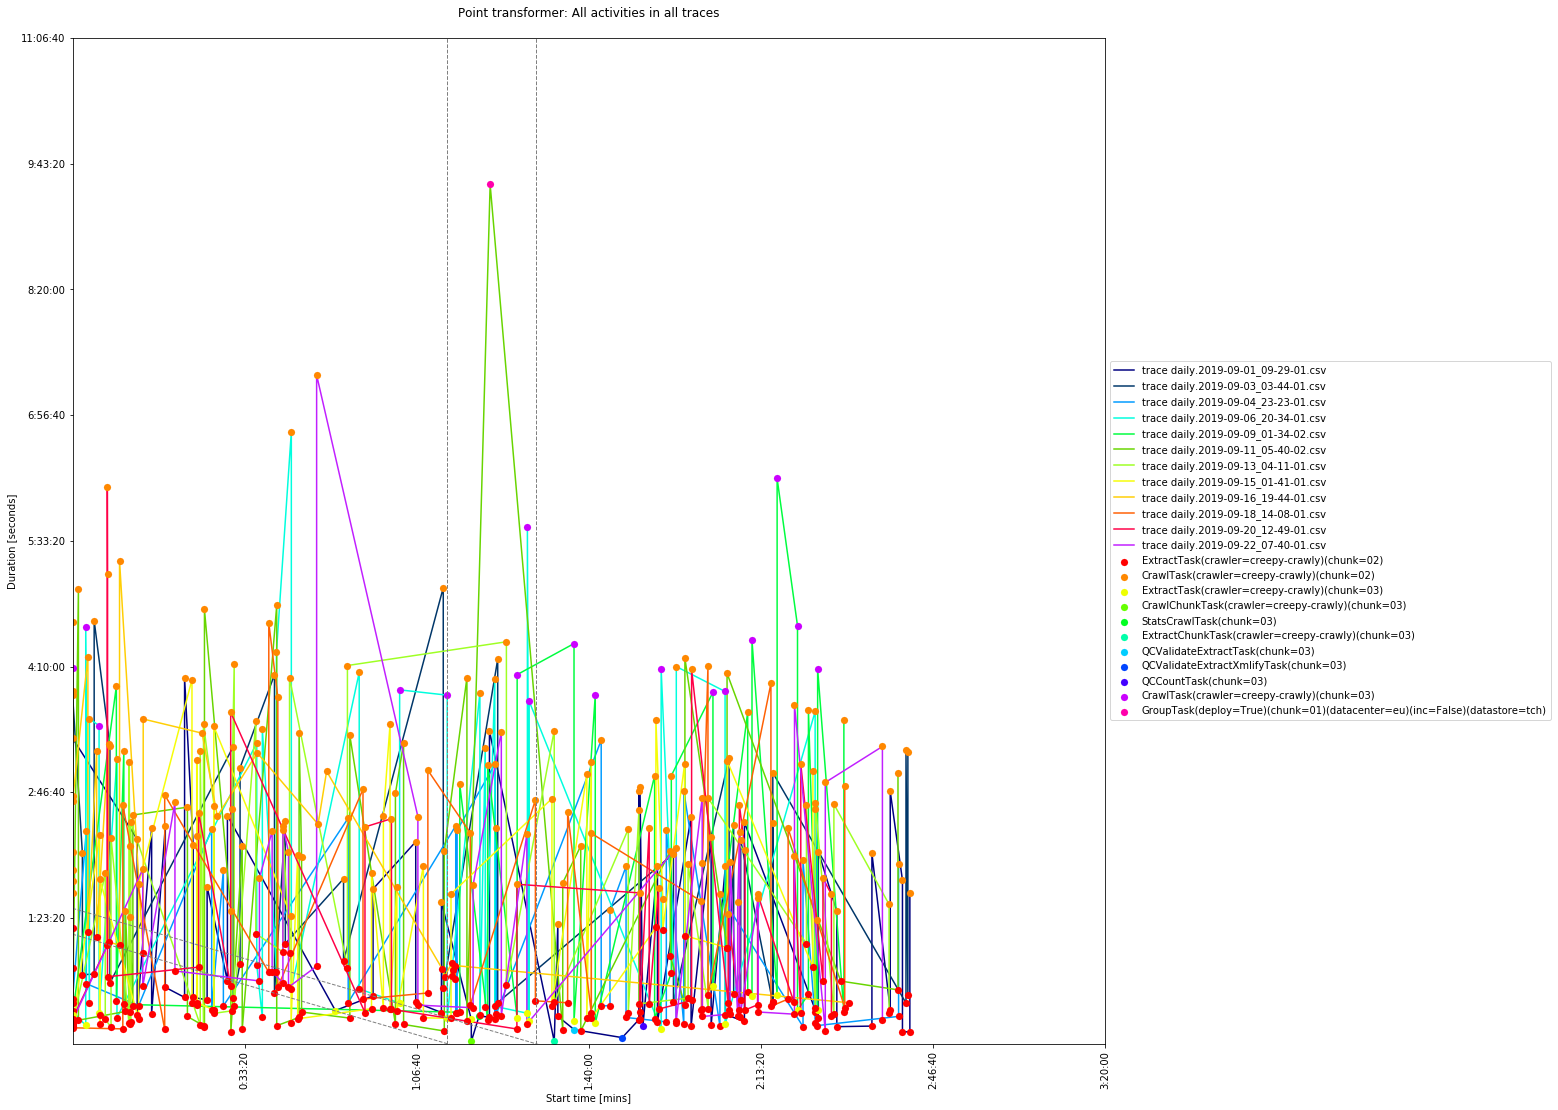 Point transformer: All activities in all traces
11:06:40
9:43:20
8:20:00
6:56:40
5:33:20
4:10:00
2:46:40
1:23:20
Duration [seconds]
0:33:20
1:06:40
1:40:00
2:13:20
2:46:40
3:20:00
Start time [mins]
trace daily.2019-09-01_09-29-01.csv
trace daily.2019-09-03_03-44-01.csv
trace daily.2019-09-04_23-23-01.csv
trace daily.2019-09-06_20-34-01.csv
trace daily.2019-09-09_01-34-02.csv
trace daily.2019-09-11_05-40-02.csv
trace daily.2019-09-13_04-11-01.csv
trace daily.2019-09-15_01-41-01.csv
trace daily.2019-09-16_19-44-01.csv
trace daily.2019-09-18_14-08-01.csv
trace daily.2019-09-20_12-49-01.csv
trace daily.2019-09-22_07-40-01.csv
ExtractTask(crawler=creepy-crawly)(chunk=02)
CrawlTask(crawler=creepy-crawly)(chunk=02)
ExtractTask(crawler=creepy-crawly)(chunk=03)
CrawlChunkTask(crawler=creepy-crawly)(chunk=03)
StatsCrawlTask(chunk=03)
ExtractChunkTask(crawler=creepy-crawly)(chunk=03)
QCValidateExtractTask(chunk=03)
QCValidateExtractXmlifyTask(chunk=03)
QCCountTask(chunk=03)
CrawlTask(crawler=creepy-crawly)(chunk=03)
GroupTask(deploy=True)(chunk=01)(datacenter=eu)(inc=False)(datastore=tch)